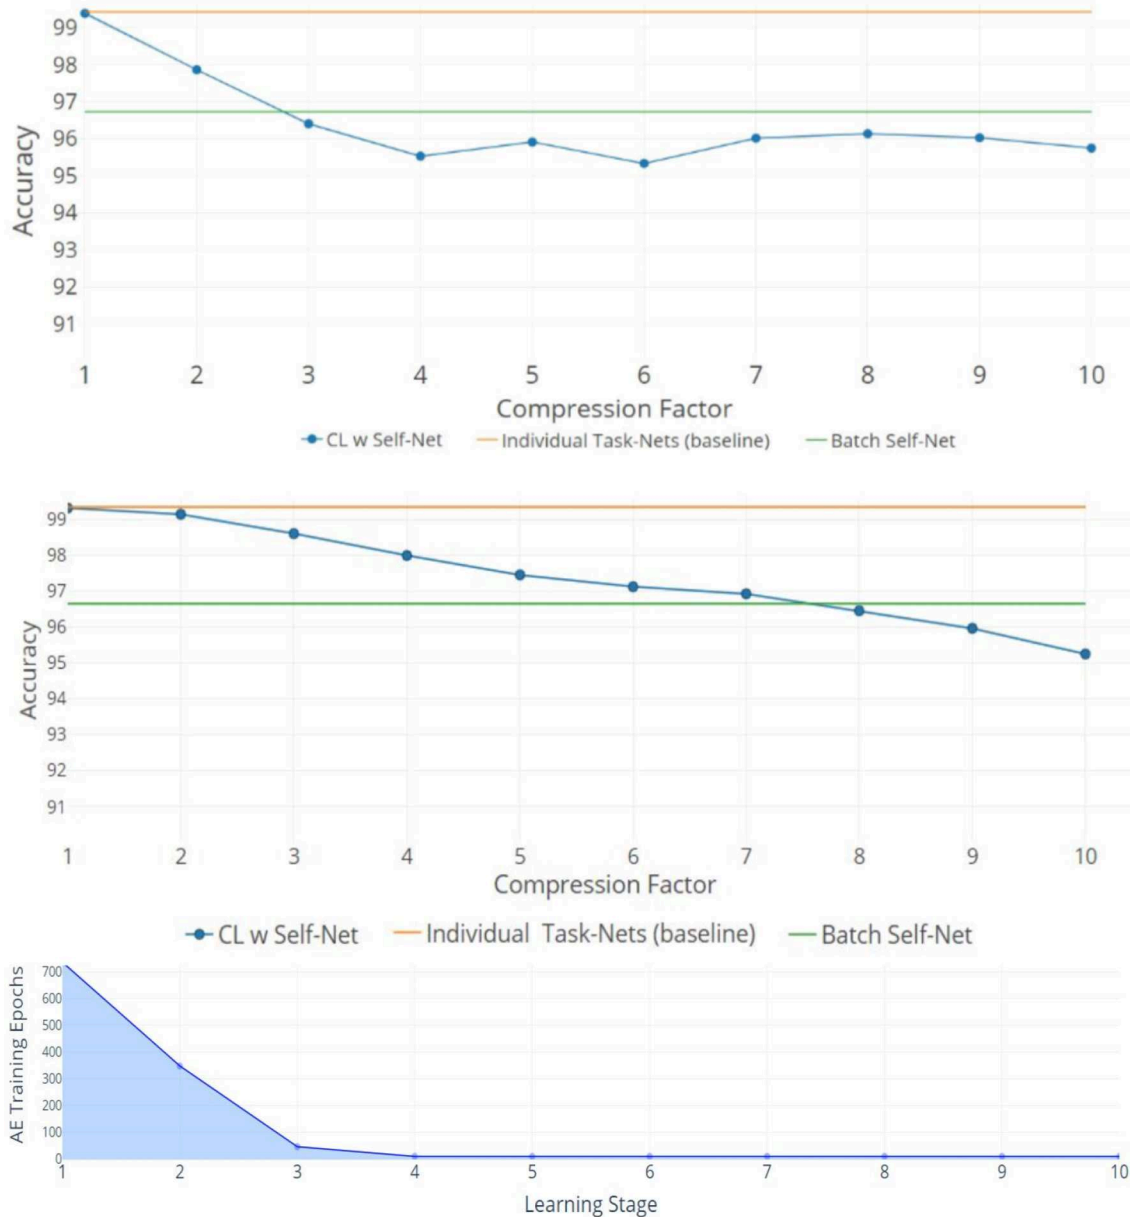 99
98
97
96
95
94
93
92
91
Accuracy
1 2 3 4 5 6 7 8 9 10
Compression Factor
CL w Self-Net Individual Task-Nets (baseline) Batch Self-Net
99
98
97
96
95
94
93
92
91
Accuracy
1 2 3 4 5 6 7 8 9 10
Compression Factor
CL w Self-Net Individual Task-Nets (baseline) Batch Self-Net
700
600
500
400
300
200
100
0
AE Training Epochs
1 2 3 4 5 6 7 8 9 10
Learning Stage